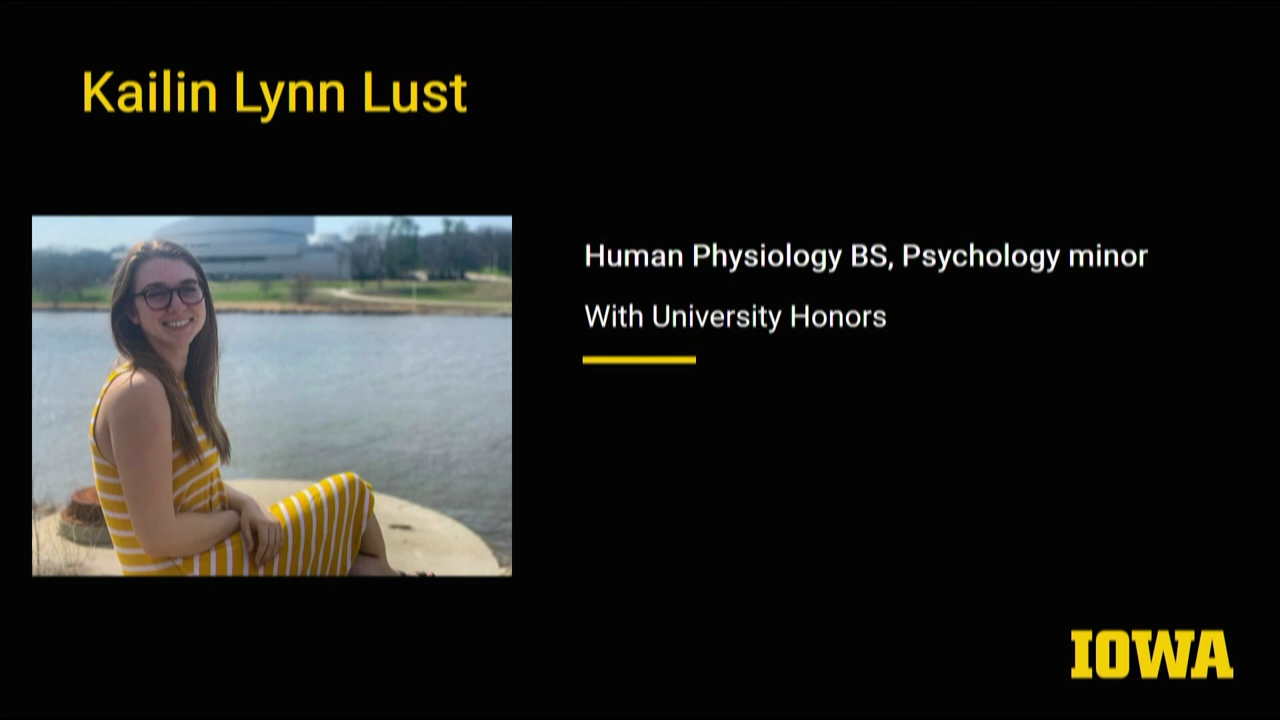 Kailin Lynn Lust
Human Physiology BS, Psychology minor
With University Honors
IOWA